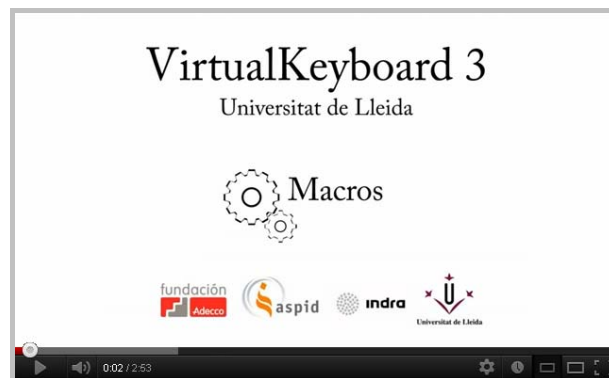 VirtualKeyboard 3
Universitat de Lleida
Macros
fundación
Adecco
aspid
indra
U
Universitat de Lleida
0:02 / 2:53